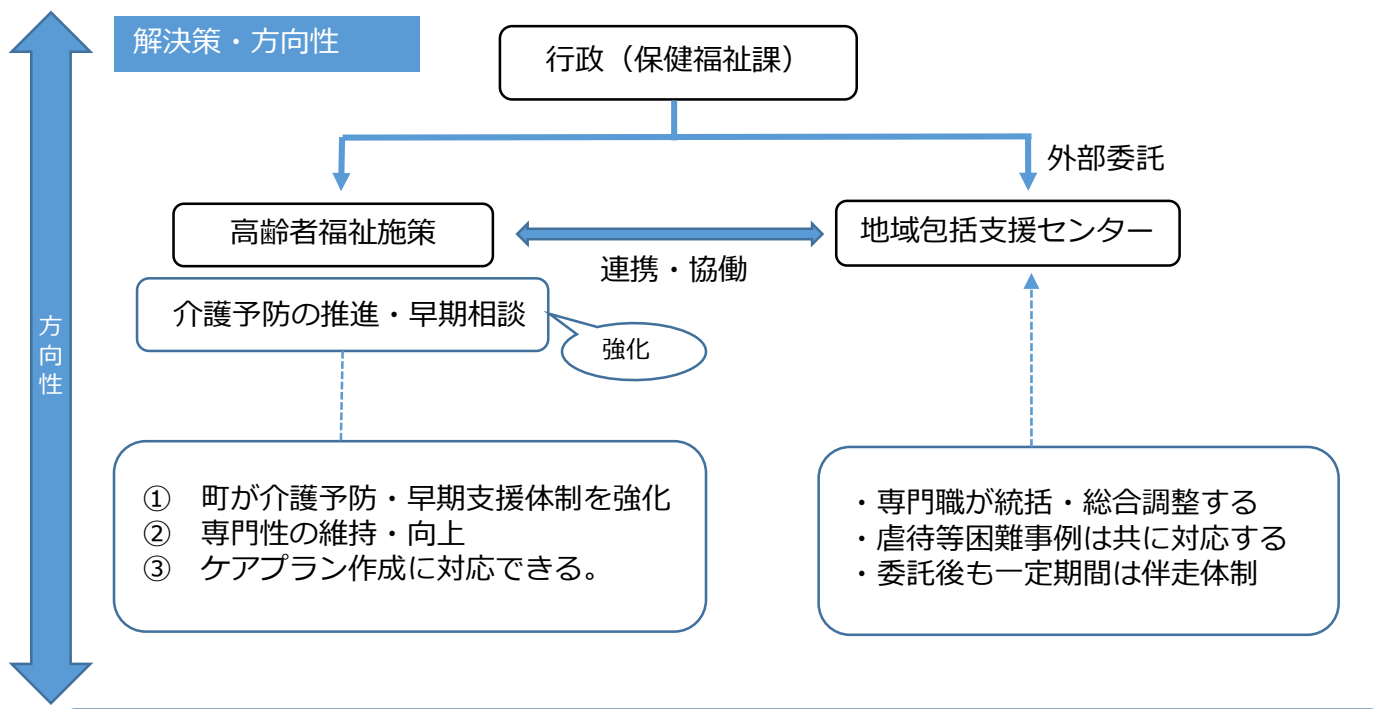 解決策・方向性
行政（保健福祉課）
外部委託
高齢者福祉施策
地域包括支援センター
連携・協働
介護予防の推進・早期相談
強化
方向性
① 町が介護予防・早期支援体制を強化
② 専門性の維持・向上
③ ケアプラン作成に対応できる。
・専門職が統括・総合調整する
・虐待等困難事例は共に対応する
・委託後も一定期間は伴走体制